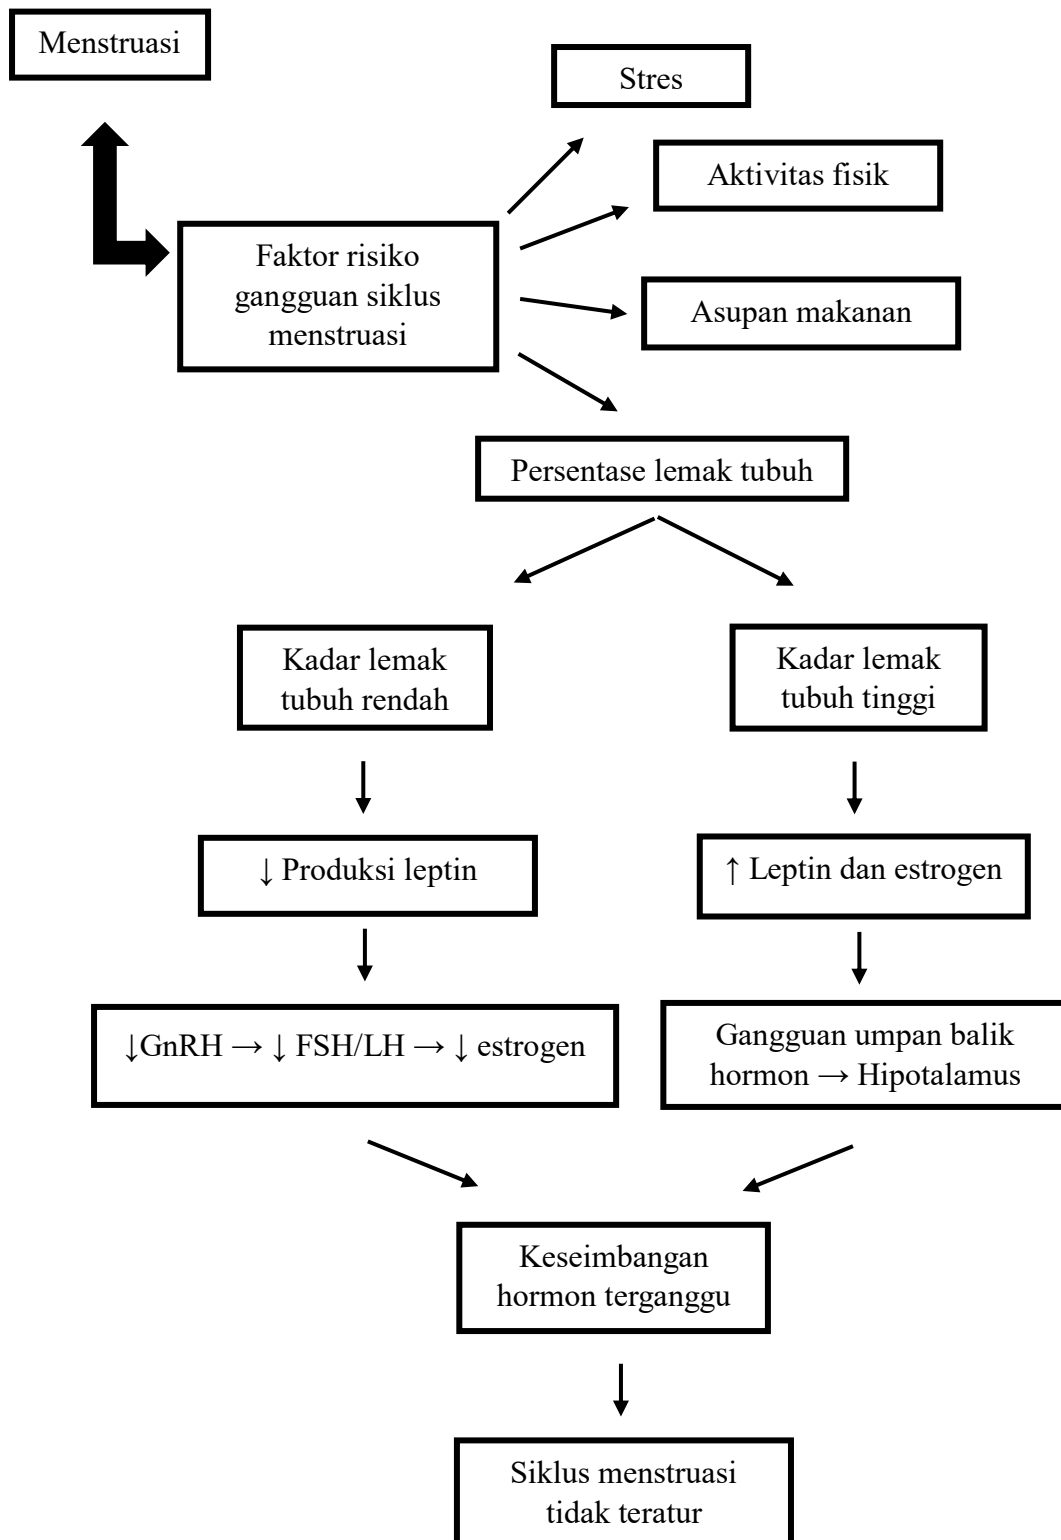 Menstruasi
Stres
Aktivitas fisik
Faktor risiko
gangguan siklus
menstruasi
Asupan makanan
Persentase lemak tubuh
Kadar lemak
tubuh rendah
Kadar lemak
tubuh tinggi
↓ Produksi leptin
↑ Leptin dan estrogen
↓GnRH → ↓ FSH/LH → ↓ estrogen
Gangguan umpan balik
hormon → Hipotalamus
Keseimbangan
hormon terganggu
Siklus menstruasi
tidak teratur